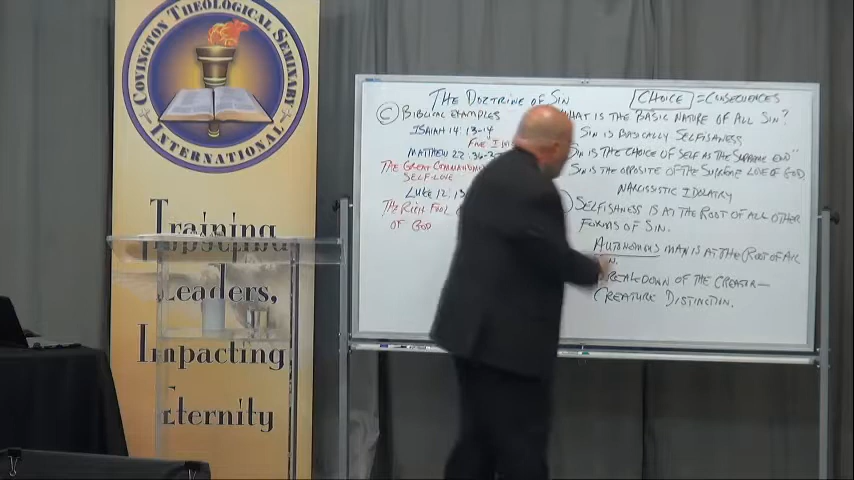 COVINGTON THEOLOGICAL SEMINARY
INTERNATIONAL
Training
Leaders,
Impacting
Eternity
THE DOCTRINE OF SIN
CHOICE = CONSEQUENCES
C BIBLICAL EXAMPLES
ISAIAH 14:13-14
FIVE I
MATTHEW 22:36-
THE GREAT
SELF-LOVE
LUKE 12:
THE RICH FOOL
OF GOD
WHAT IS THE BASIC NATURE OF ALL SIN?
SIN IS BASICALLY SELFISHNESS
SIN IS THE CHOICE OF SELF AS THE SUPREME END"
SIN IS THE OPPOSITE OF THE SUPREME LOVE OF GOD,
NARCISSISTIC IDOLATRY
SELFISHNESS IS AT THE ROOT OF ALL OTHER
FORMS OF SIN.
AUTONOMOUS MAN IS AT THE ROOT OF ALL
BREAKDOWN OF THE CREATOR-
CREATURE DISTINCTION.